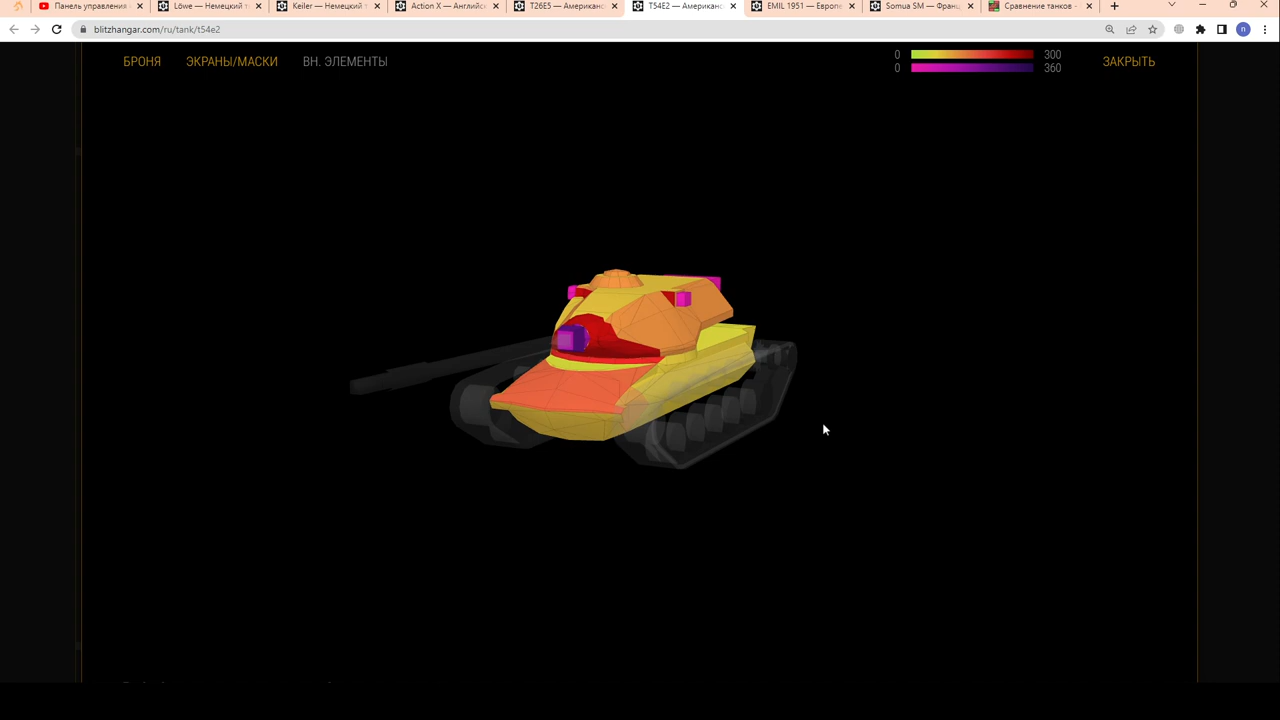 Панель управления
Löwe — Немецкий т
Keiler — Немецкий т
Action X — Английск
T26E5 — Американс
T54E2 — Американс
EMIL 1951 — Европе
Somua SM — Франц
Сравнение танков -
blitzhangar.com/ru/tank/t54e2
n
БРОНЯ ЭКРАНЫ/МАСКИ ВН. ЭЛЕМЕНТЫ
0 300
0 360
ЗАКРЫТЬ